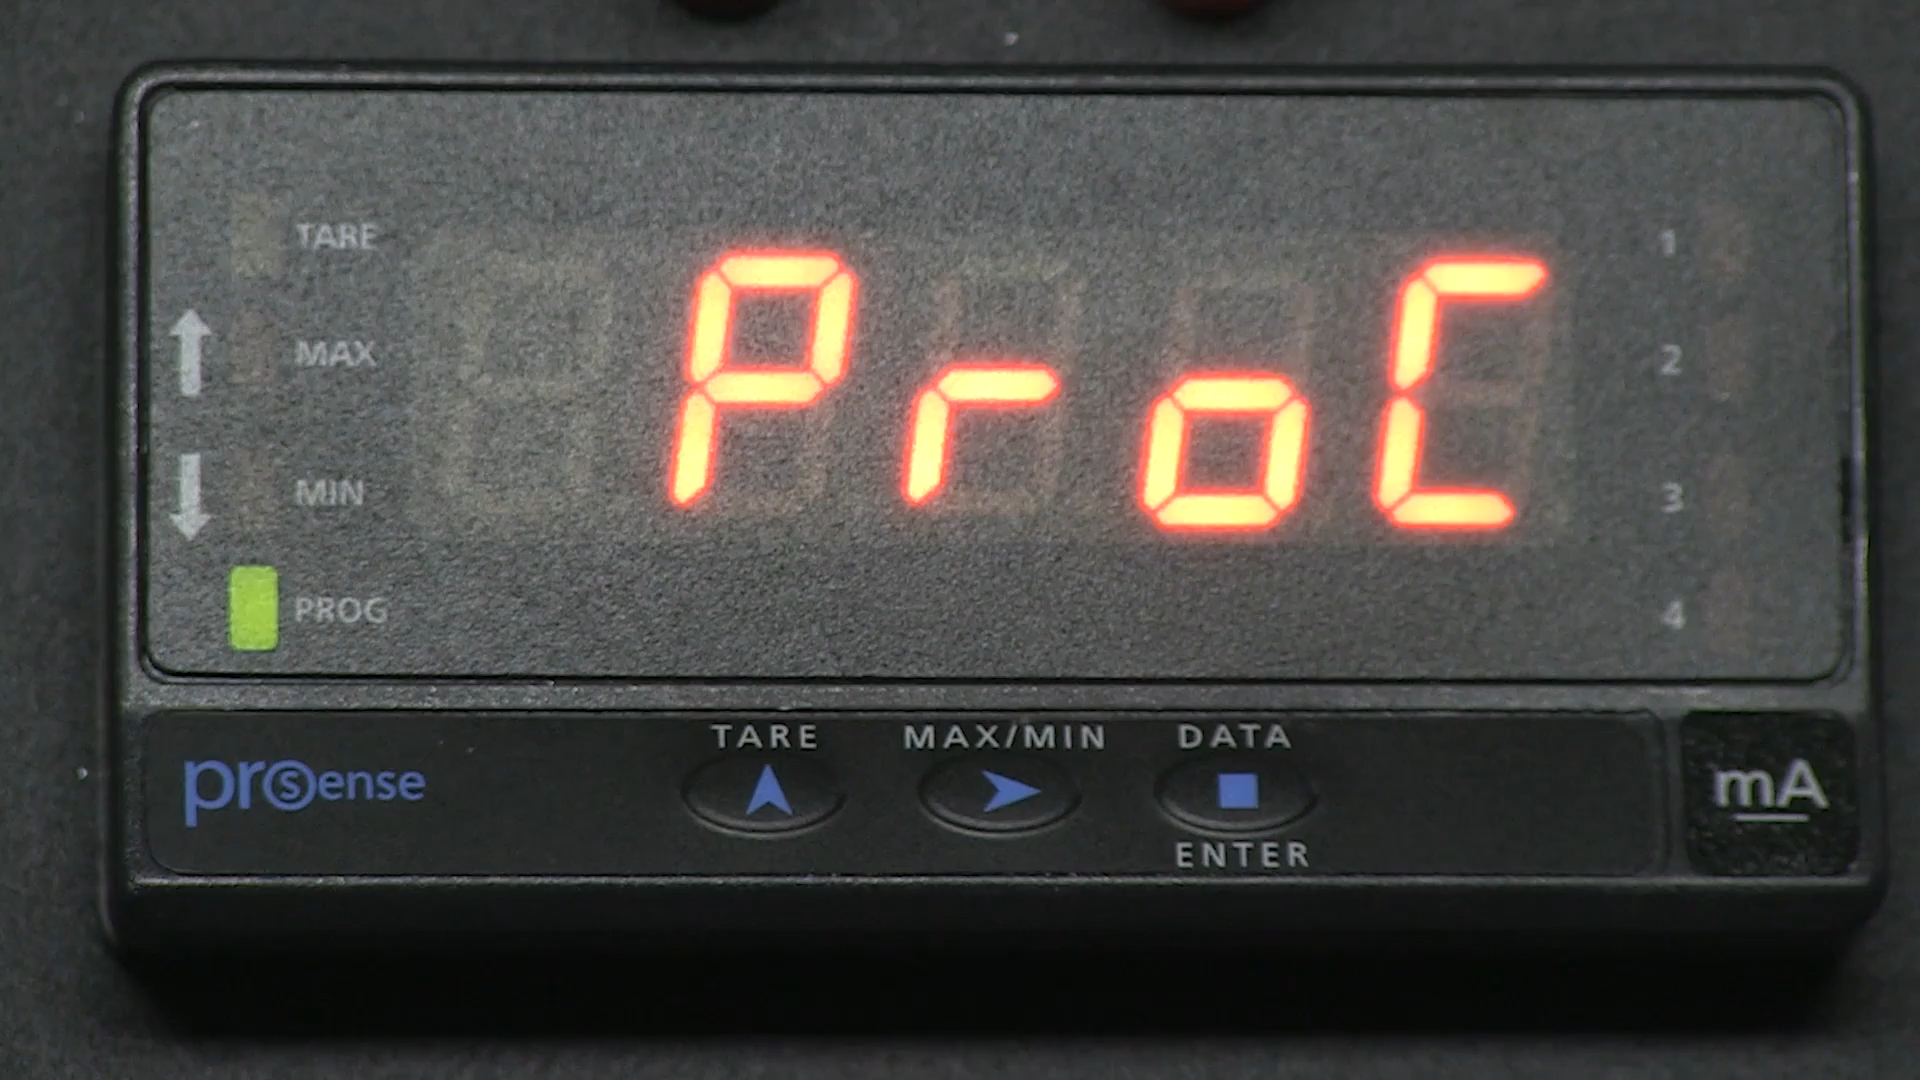 TARE
MAX
MIN
PROG
ProC
1
2
3
4
prosense
TARE MAX/MIN DATA
ENTER
mA